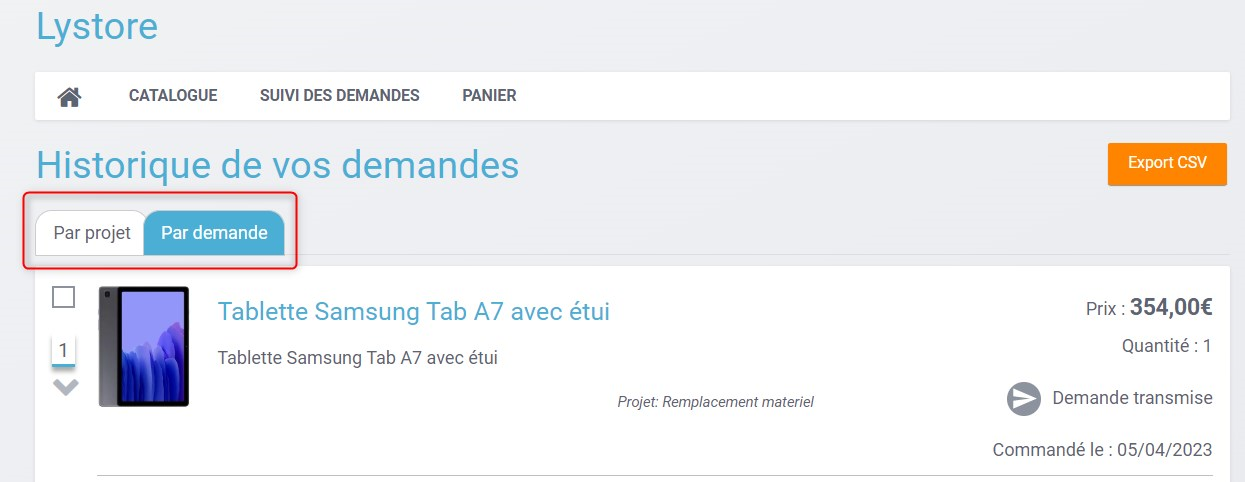 Lystore
CATALOGUE SUIVI DES DEMANDES PANIER
Historique de vos demandes
Export CSV
Par projet Par demande
Tablette Samsung Tab A7 avec étui
Prix : 354,00€
1
Tablette Samsung Tab A7 avec étui
Quantité : 1
Projet: Remplacement materiel
Demande transmise
Commandé le : 05/04/2023